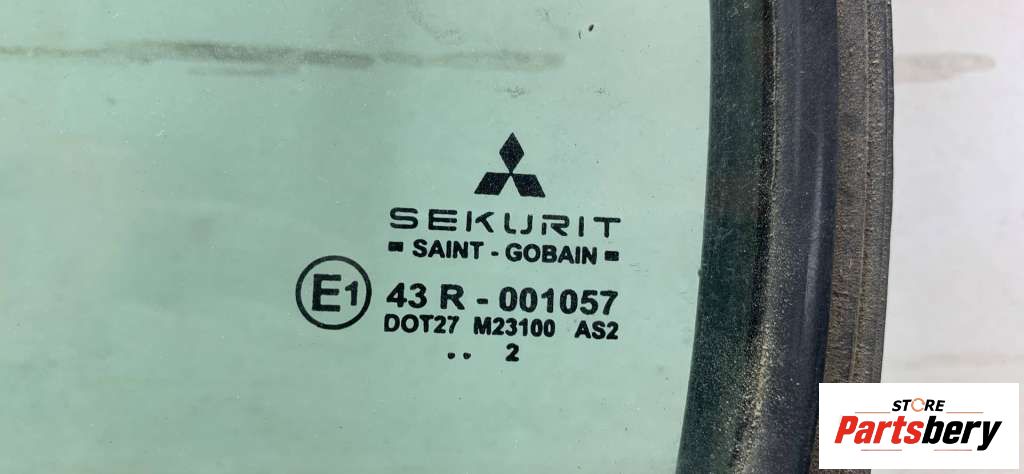 SEKURIT
SAINT - GOBAIN
E1
43 R - 001057
DOT27 M23100 AS2
.. 2
STORE
Partsbery